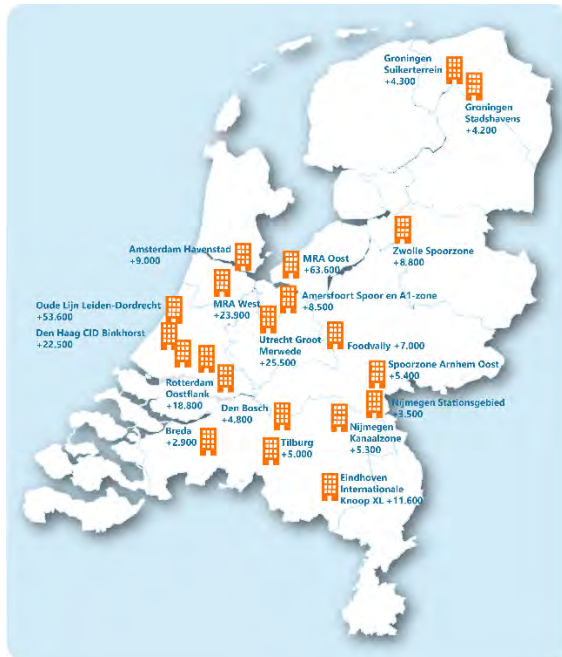 Groningen
Suikerterrein
+4.300
Groningen
Stadshavens
+4.200
Amsterdam Havenstad
+9.000
MRA Oost
+63.600
Zwolle Spoorzone
+8.800
MRA West
+23.900
Amersfoort Spoor en A1-zone
+8.500
Oude Lijn Leiden-Dordrecht
+53.600
Den Haag CID Binkhorst
+22.500
Utrecht Groot
Merwede
+25.500
Foodvally +7.000
Spoorzone Arnhem Oost
+5.400
Rotterdam
Oostflank
+18.800
Nijmegen Stationsgebied
+3.500
Den Bosch
+4.800
Nijmegen
Kanaalzone
+5.300
Breda
+2.900
Tilburg
+5.000
Eindhoven
Internationale
Knoop XL +11.600